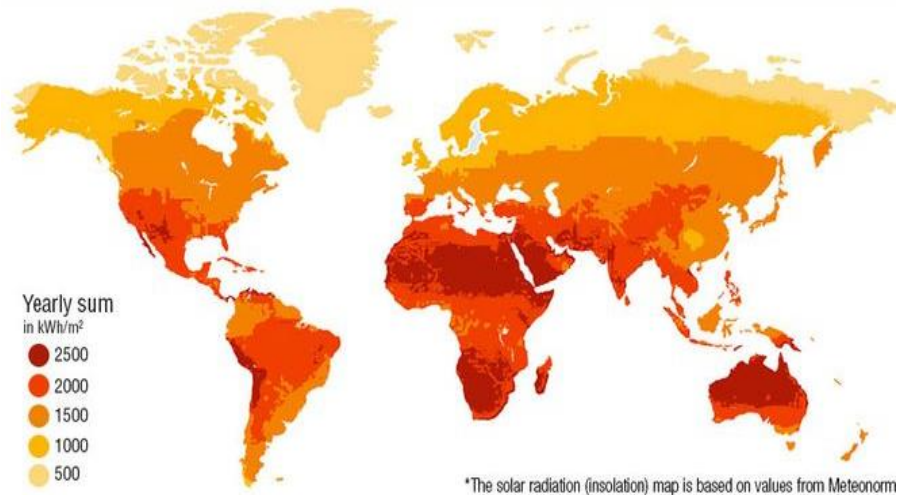 Yearly sum
in kWh/m²
2500
2000
1500
1000
500
*The solar radiation (insolation) map is based on values from Meteonorm